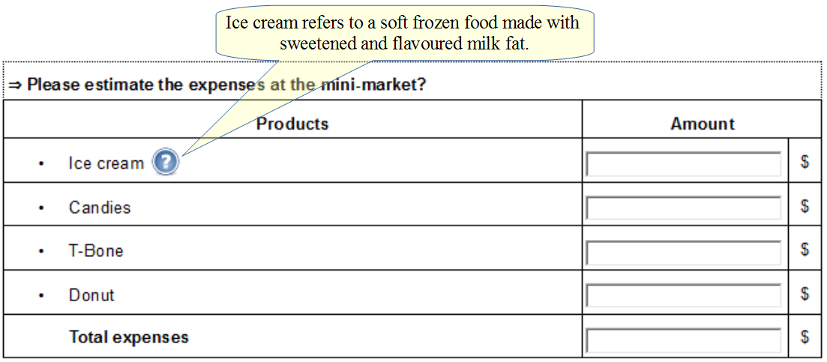 Ice cream refers to a soft frozen food made with
sweetened and flavoured milk fat.
⇒ Please estimate the expenses at the mini-market?
Products Amount
• Ice cream ? $
• Candies $
• T-Bone $
• Donut $
Total expenses $